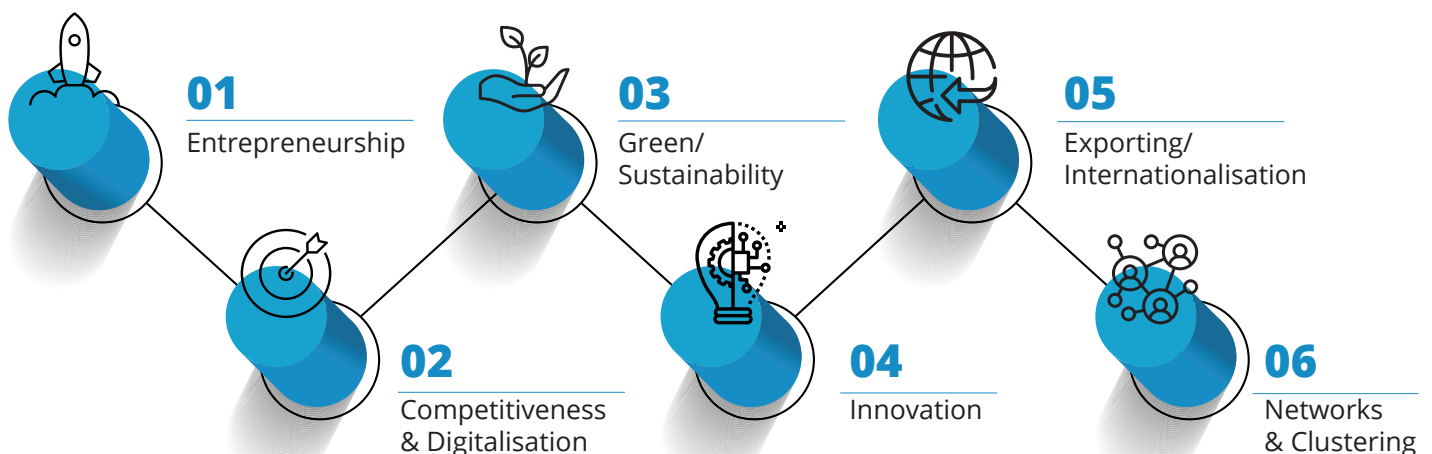 01
Entrepreneurship
02
Competitiveness
& Digitalisation
03
Green/
Sustainability
04
Innovation
05
Exporting/
Internationalisation
06
Networks
& Clustering